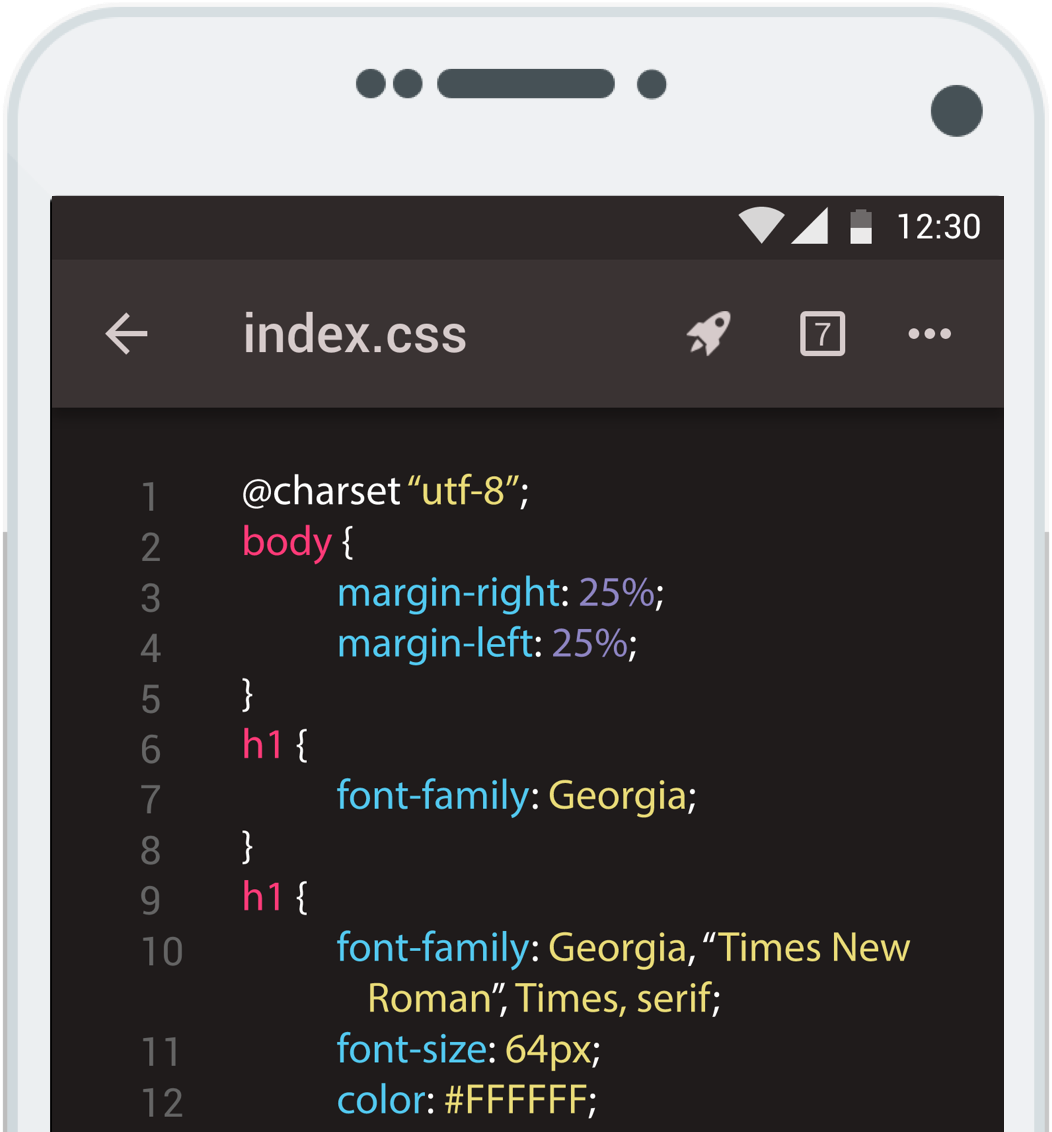 12:30
index.css 7
1 @charset “utf-8”;
2 body {
3 margin-right: 25%;
4 margin-left: 25%;
5 }
6 h1 {
7 font-family: Georgia;
8 }
9 h1 {
10 font-family: Georgia, “Times New
Roman”, Times, serif;
11 font-size: 64px;
12 color: #FFFFFF;